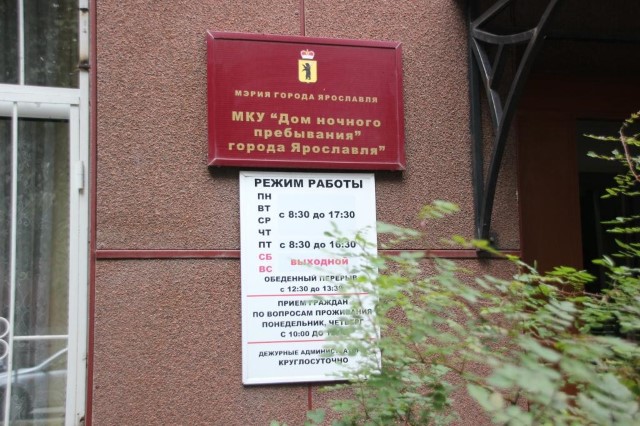 МЭРИЯ ГОРОДА ЯРОСЛАВЛЯ
МКУ "Дом ночного
пребывания"
города Ярославля"
РЕЖИМ РАБОТЫ
ПН
ВТ
СР
ЧТ
с 8:30 до 17:30
ПТ с 8:30 до 16:30
СБ
ВС
ВЫХОДНОЙ
ОБЕДЕННЫЙ ПЕРЕРЫВ
с 12:30 до
ПРИЕМ ГРАЖДАН
ПО ВОПРОСАМ ПРОЖИВАНИЯ
ПОНЕДЕЛЬНИК, ЧЕТВЕРГ
с 10:00 до
ДЕЖУРНЫЕ
КРУГЛОСУТОЧНО